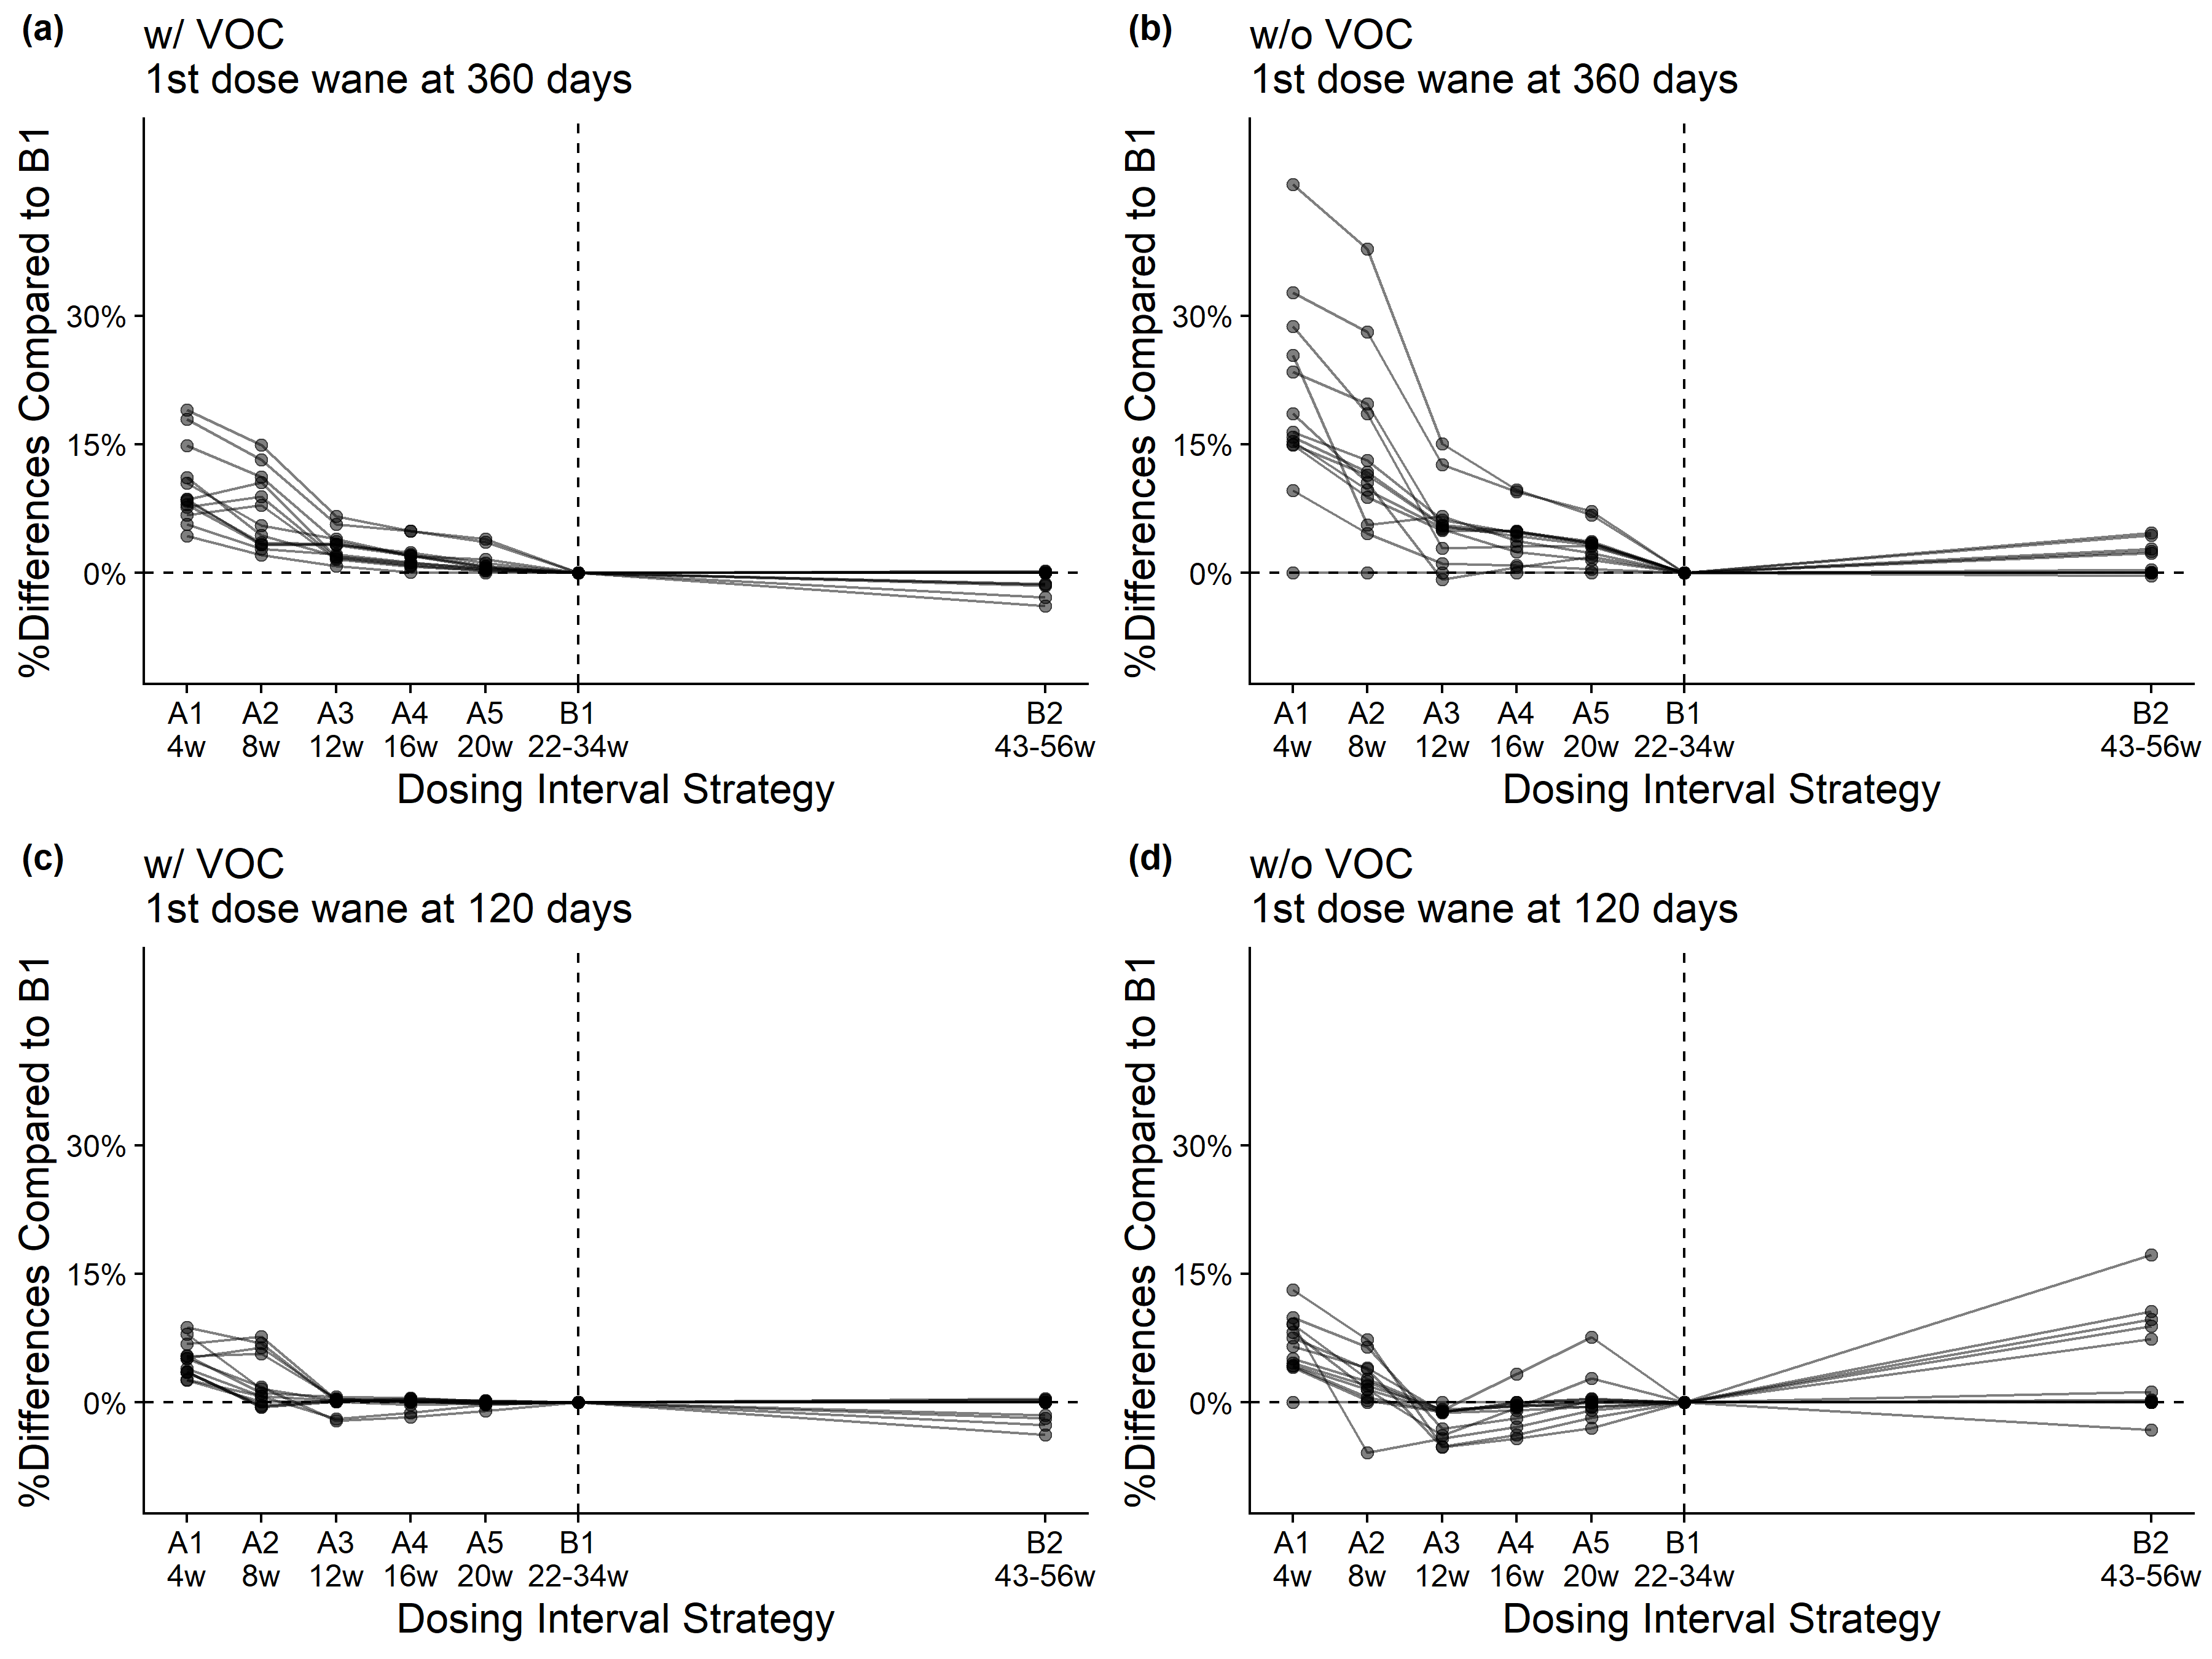 (a)
w/ VOC
1st dose wane at 360 days
%Differences Compared to B1
30%
15%
0%
A1 A2 A3 A4 A5 B1 B2
4w 8w 12w 16w 20w 22-34w 43-56w
Dosing Interval Strategy
(b)
w/o VOC
1st dose wane at 360 days
%Differences Compared to B1
30%
15%
0%
A1 A2 A3 A4 A5 B1 B2
4w 8w 12w 16w 20w 22-34w 43-56w
Dosing Interval Strategy
(c)
w/ VOC
1st dose wane at 120 days
%Differences Compared to B1
30%
15%
0%
A1 A2 A3 A4 A5 B1 B2
4w 8w 12w 16w 20w 22-34w 43-56w
Dosing Interval Strategy
(d)
w/o VOC
1st dose wane at 120 days
%Differences Compared to B1
30%
15%
0%
A1 A2 A3 A4 A5 B1 B2
4w 8w 12w 16w 20w 22-34w 43-56w
Dosing Interval Strategy